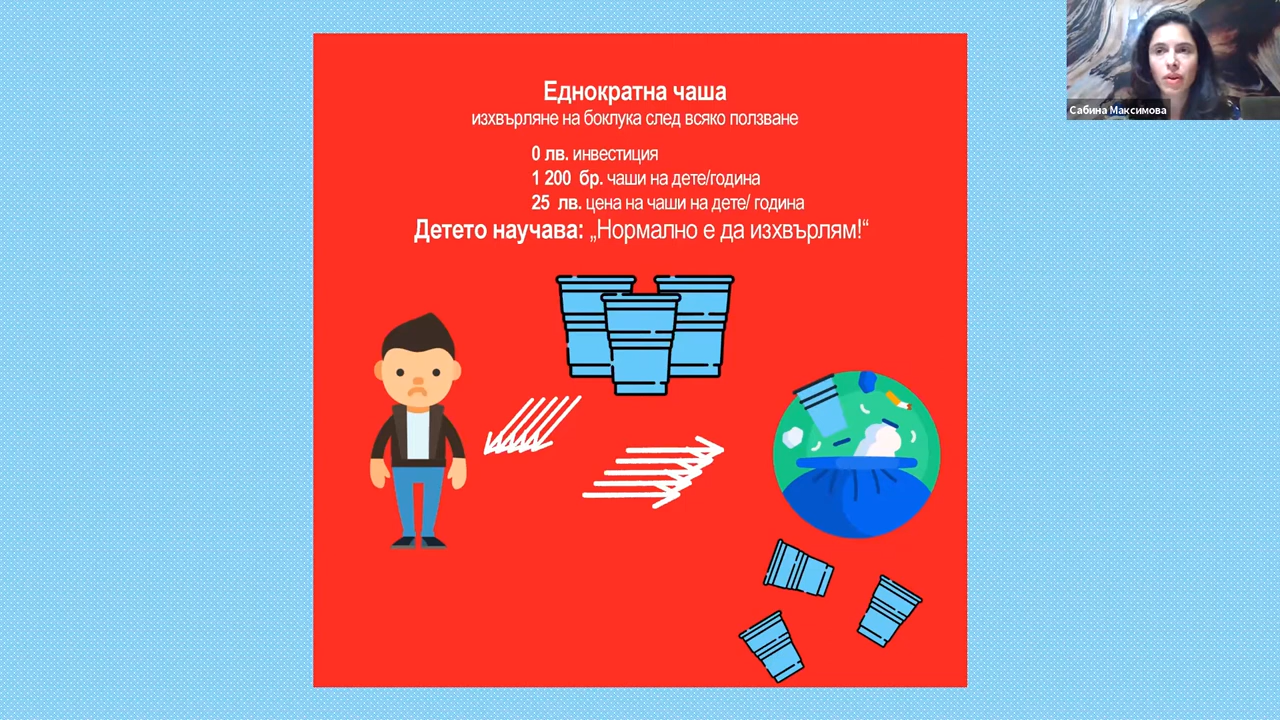 Еднократна чаша
изхвърляне на боклука след всяко ползване
0 лв. инвестиция
1 200 бр. чаши на дете/година
25 лв. цена на чаши на дете/ година
Детето научава: „Нормално е да изхвърлям!“
Сабина Максимова